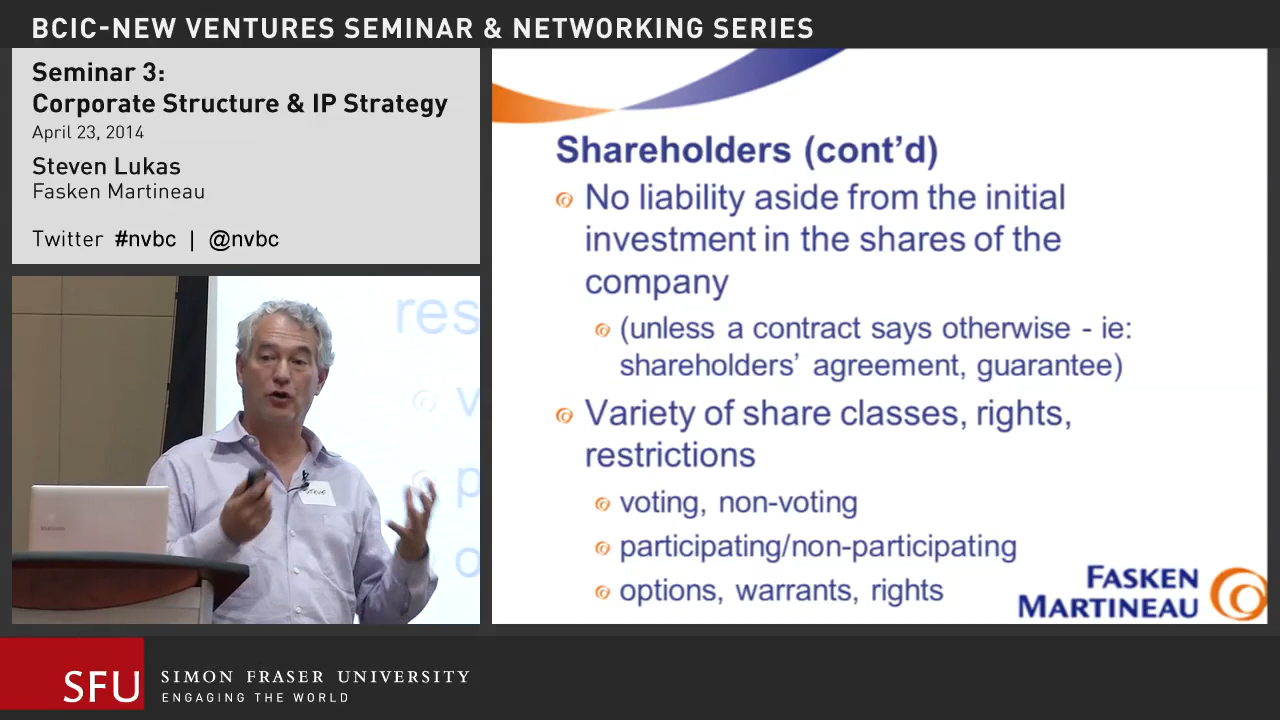 BCIC-NEW VENTURES SEMINAR & NETWORKING SERIES
Seminar 3:
Corporate Structure & IP Strategy
April 23, 2014
Steven Lukas
Fasken Martineau
Twitter #nvbc | @nvbc
res
v
p
o
STEVE
SAMSUNG
Shareholders (cont’d)
No liability aside from the initial
investment in the shares of the
company
(unless a contract says otherwise - ie:
shareholders’ agreement, guarantee)
Variety of share classes, rights,
restrictions
voting, non-voting
participating/non-participating
options, warrants, rights
FASKEN
MARTINEAU
SFU
SIMON FRASER UNIVERSITY
ENGAGING THE WORLD